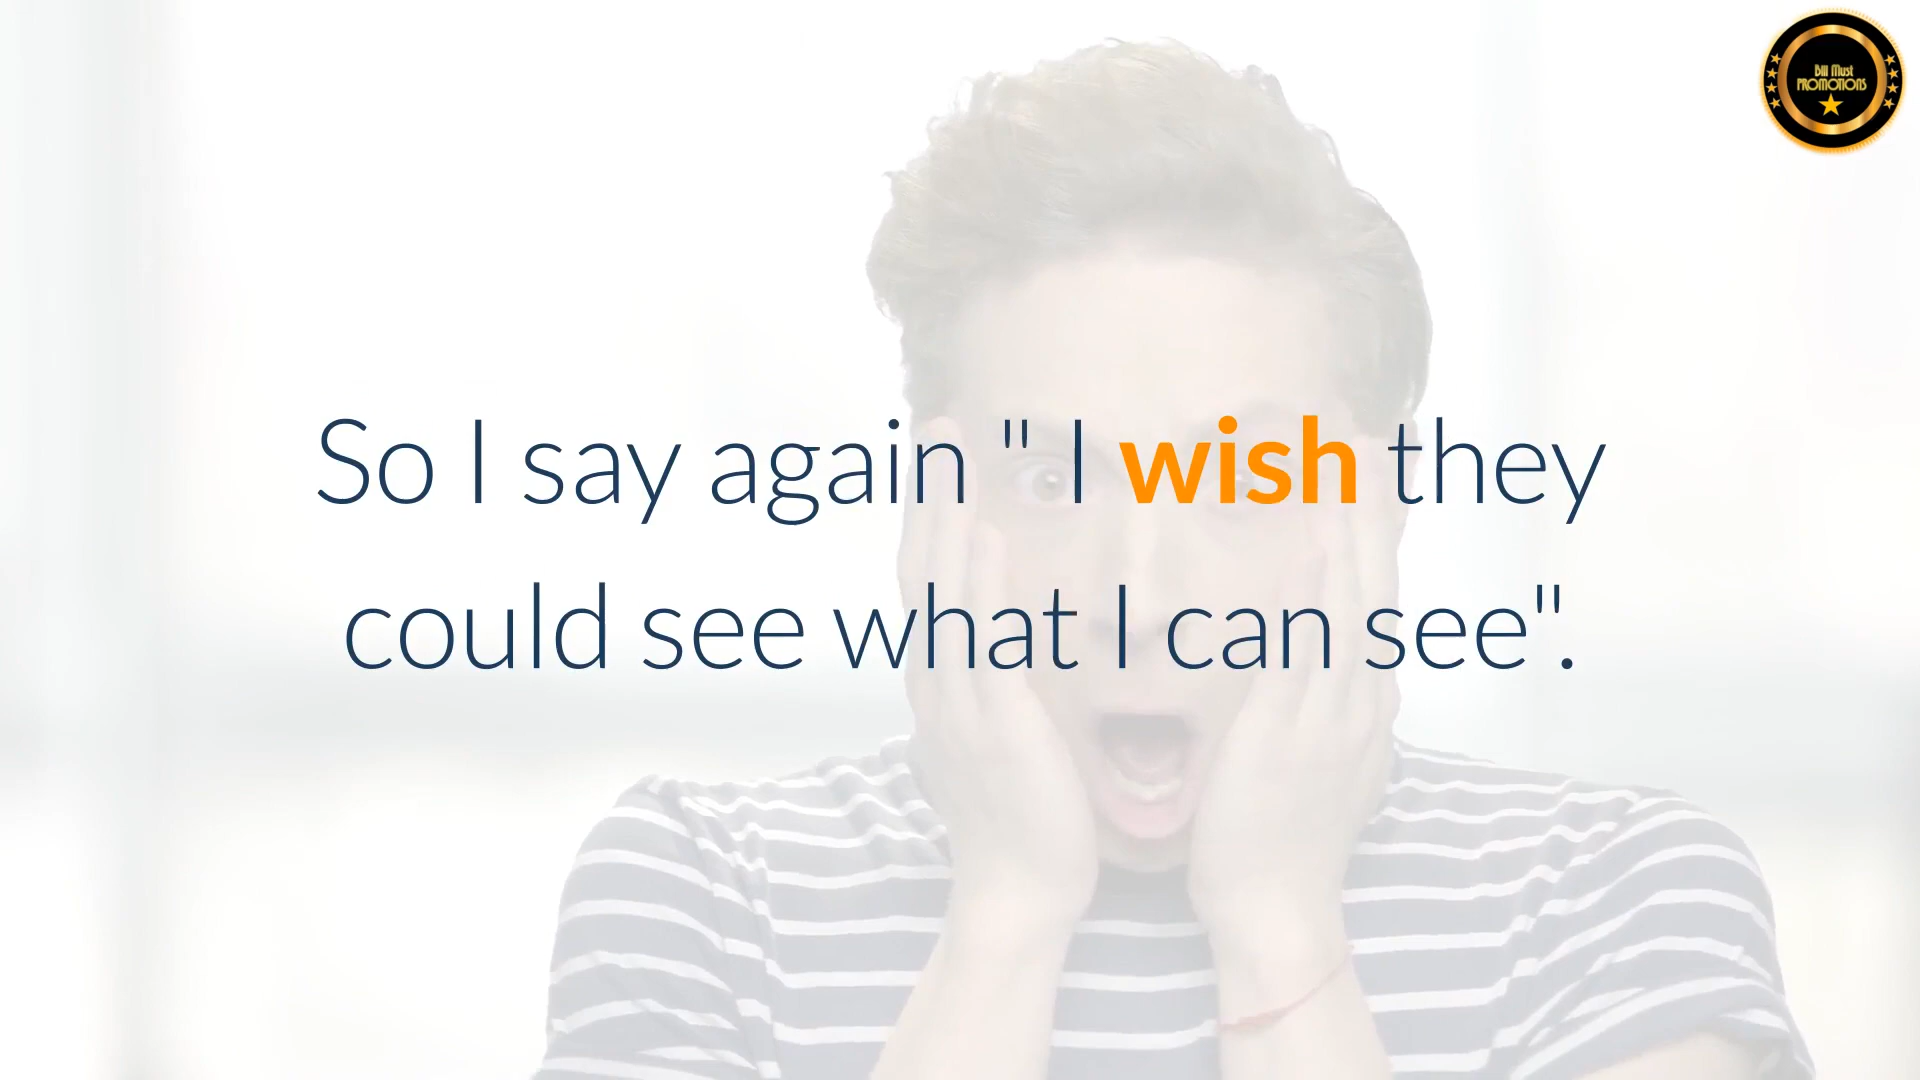 Bill Must
PROMOTIONS
So I say again " I wish they
could see what I can see".